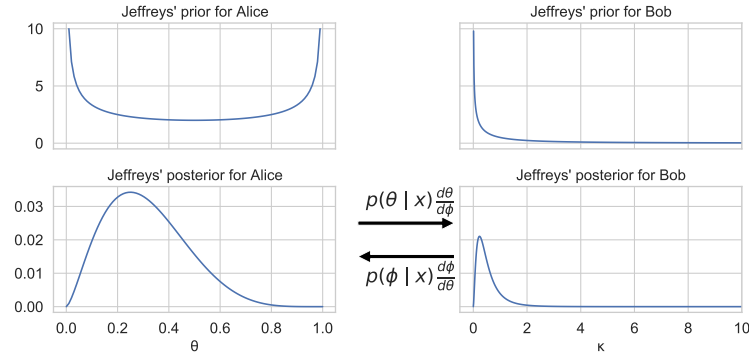 Jeffreys' prior for Alice
10
5
0
Jeffreys' prior for Bob
Jeffreys' posterior for Alice
0.03
0.02
0.01
0.00
0.0 0.2 0.4 0.6 0.8 1.0
θ
p(θ | x) dθ/dϕ
p(ϕ | x) dϕ/dθ
Jeffreys' posterior for Bob
0 2 4 6 8 10
κ